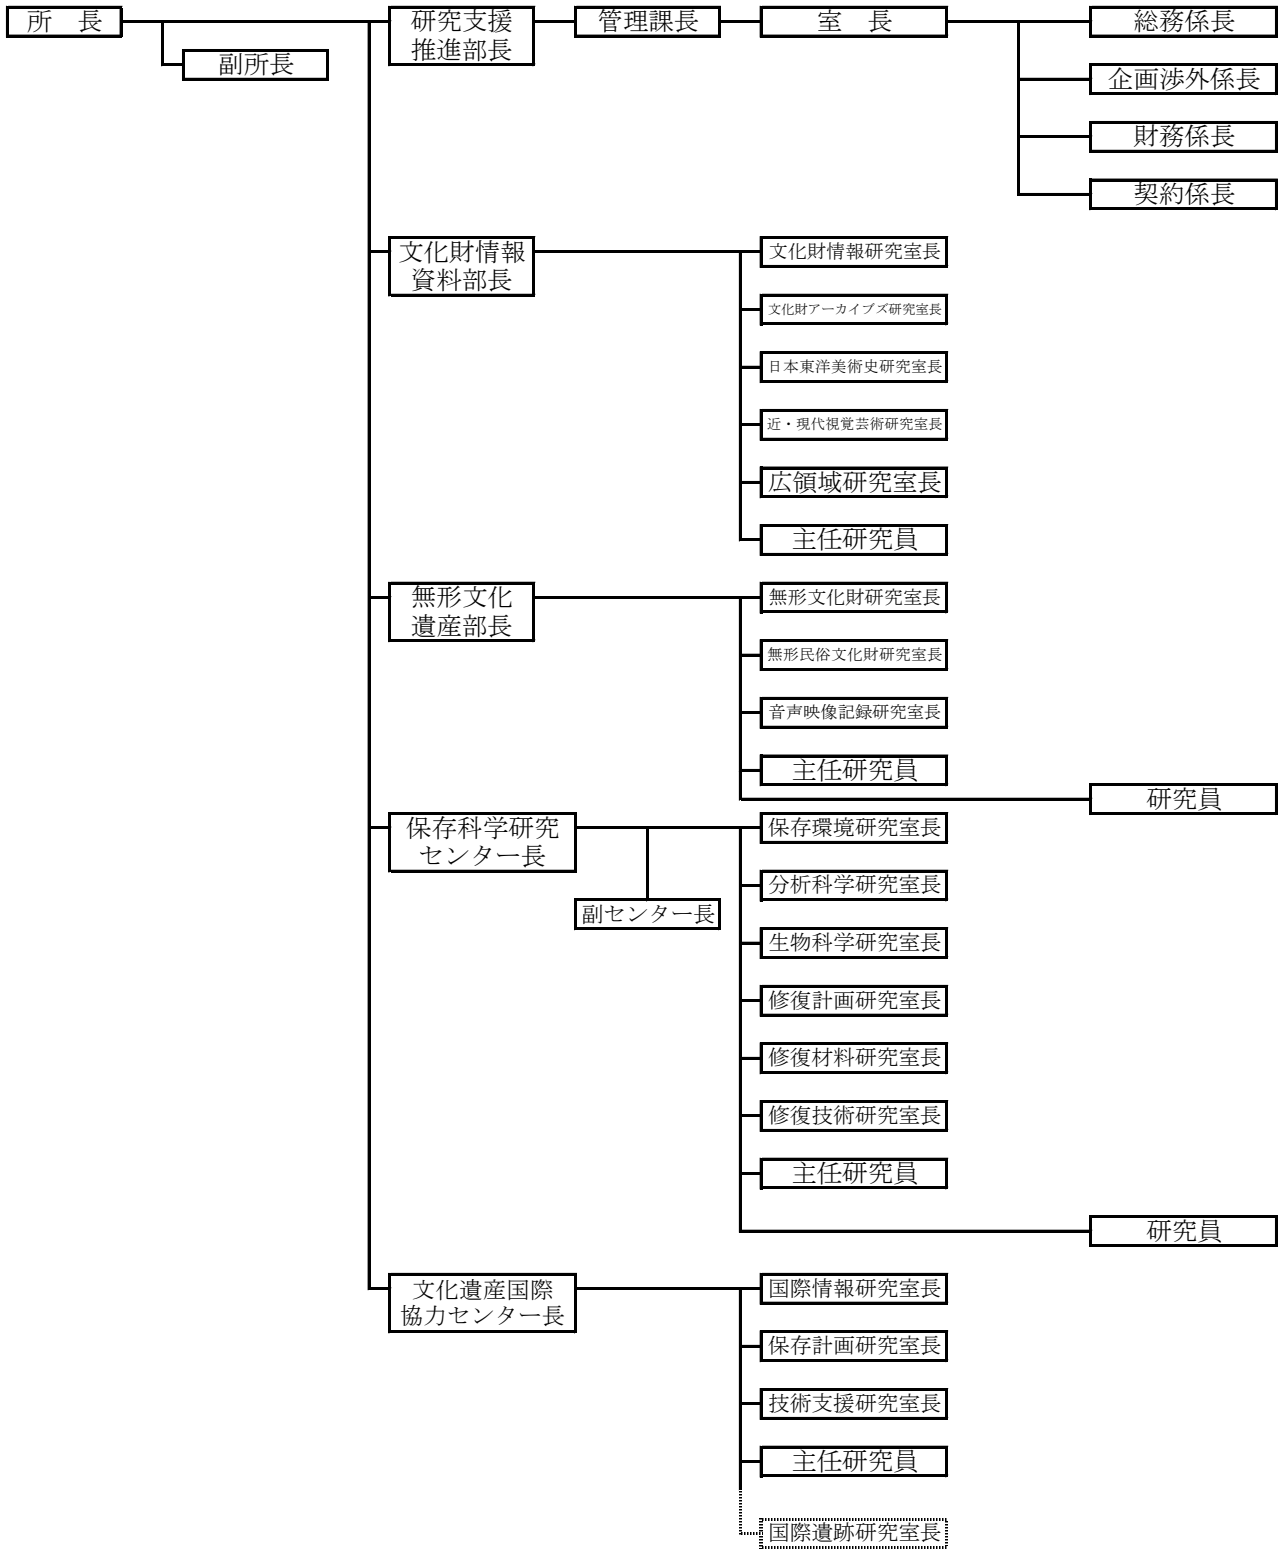 所　長
副所長
研究支援
推進部長
管理課長
室　長
総務係長
企画渉外係長
財務係長
契約係長
文化財情報
資料部長
文化財情報研究室長
文化財アーカイブズ研究室長
日本東洋美術史研究室長
近・現代視覚芸術研究室長
広領域研究室長
主任研究員
無形文化
遺産部長
無形文化財研究室長
無形民俗文化財研究室長
音声映像記録研究室長
主任研究員
研究員
保存科学研究
センター長
副センター長
保存環境研究室長
分析科学研究室長
生物科学研究室長
修復計画研究室長
修復材料研究室長
修復技術研究室長
主任研究員
研究員
文化遺産国際
協力センター長
国際情報研究室長
保存計画研究室長
技術支援研究室長
主任研究員
国際遺跡研究室長